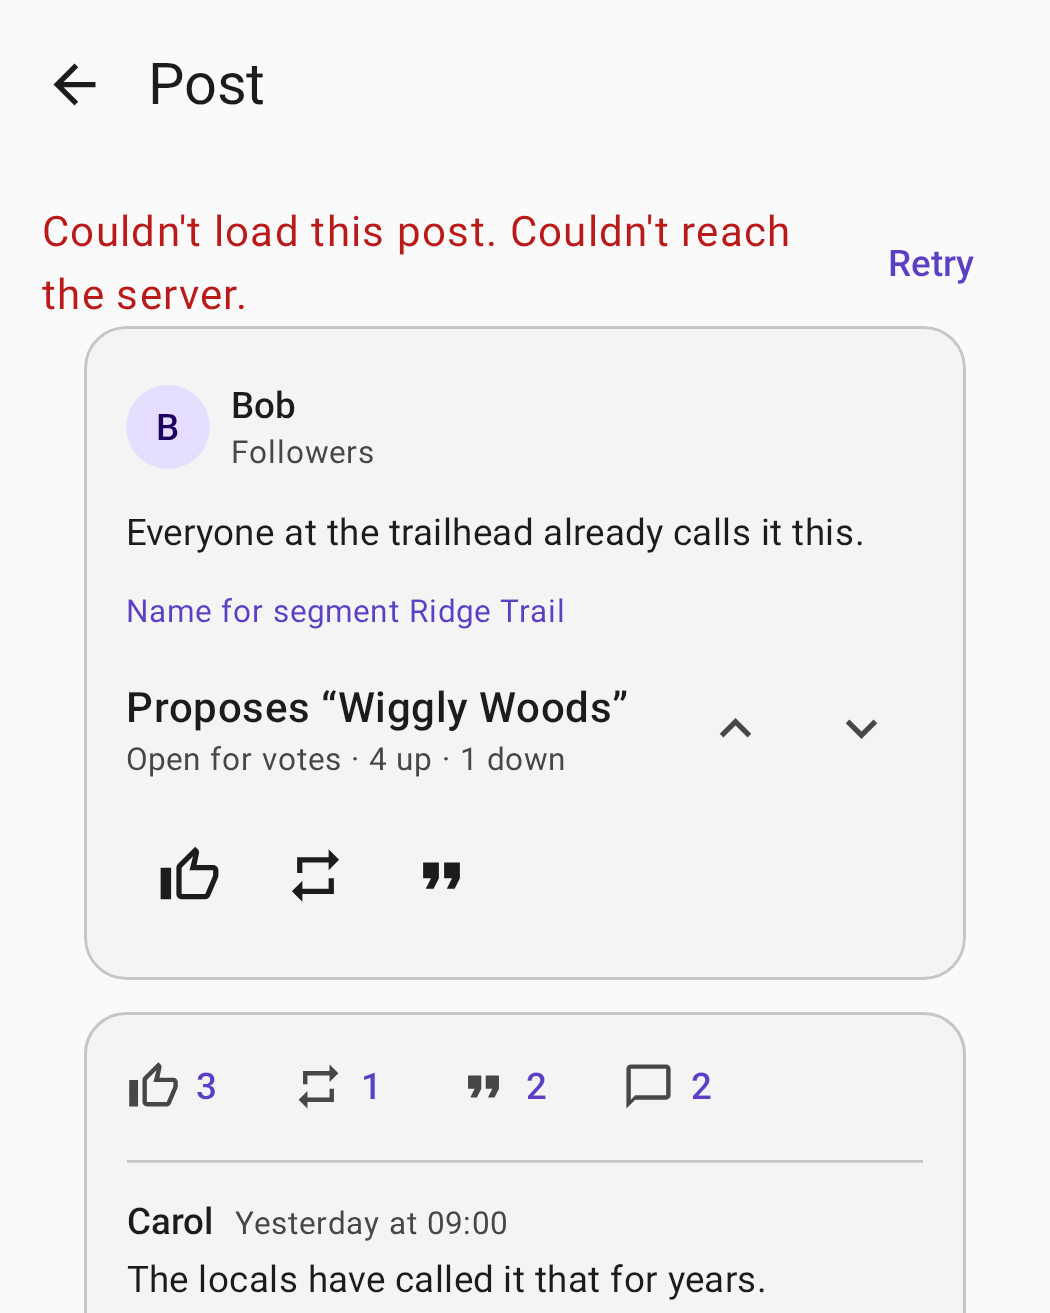 Post
Couldn't load this post. Couldn't reach
the server.
Retry
B
Bob
Followers
Everyone at the trailhead already calls it this.
Name for segment Ridge Trail
Proposes “Wiggly Woods”
Open for votes · 4 up · 1 down
3 1 2 2
Carol Yesterday at 09:00
The locals have called it that for years.